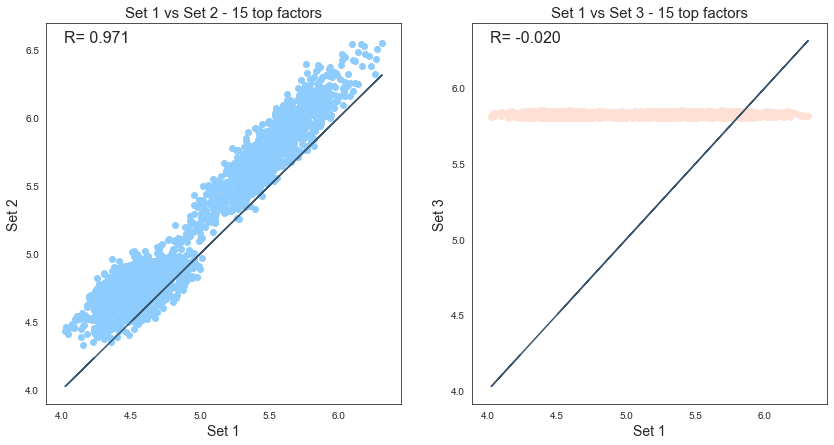 Set 1 vs Set 2 - 15 top factors
R= 0.971
6.5
6.0
5.5
5.0
4.5
4.0
Set 2
4.0 4.5 5.0 5.5 6.0
Set 1
Set 1 vs Set 3 - 15 top factors
R= -0.020
6.0
5.5
5.0
4.5
4.0
Set 3
4.0 4.5 5.0 5.5 6.0
Set 1